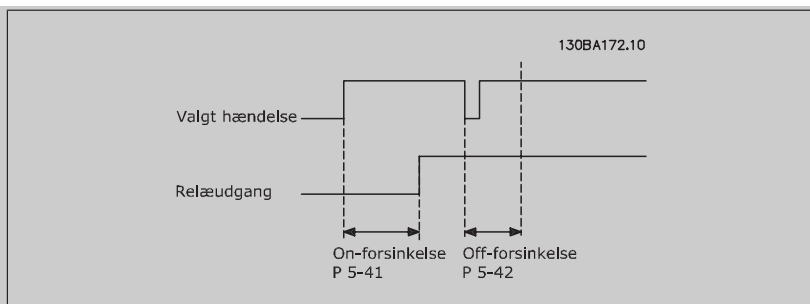 130BA172.10
Valgt hændelse
Relæudgang
On-forsinkelse
P 5-41
Off-forsinkelse
P 5-42